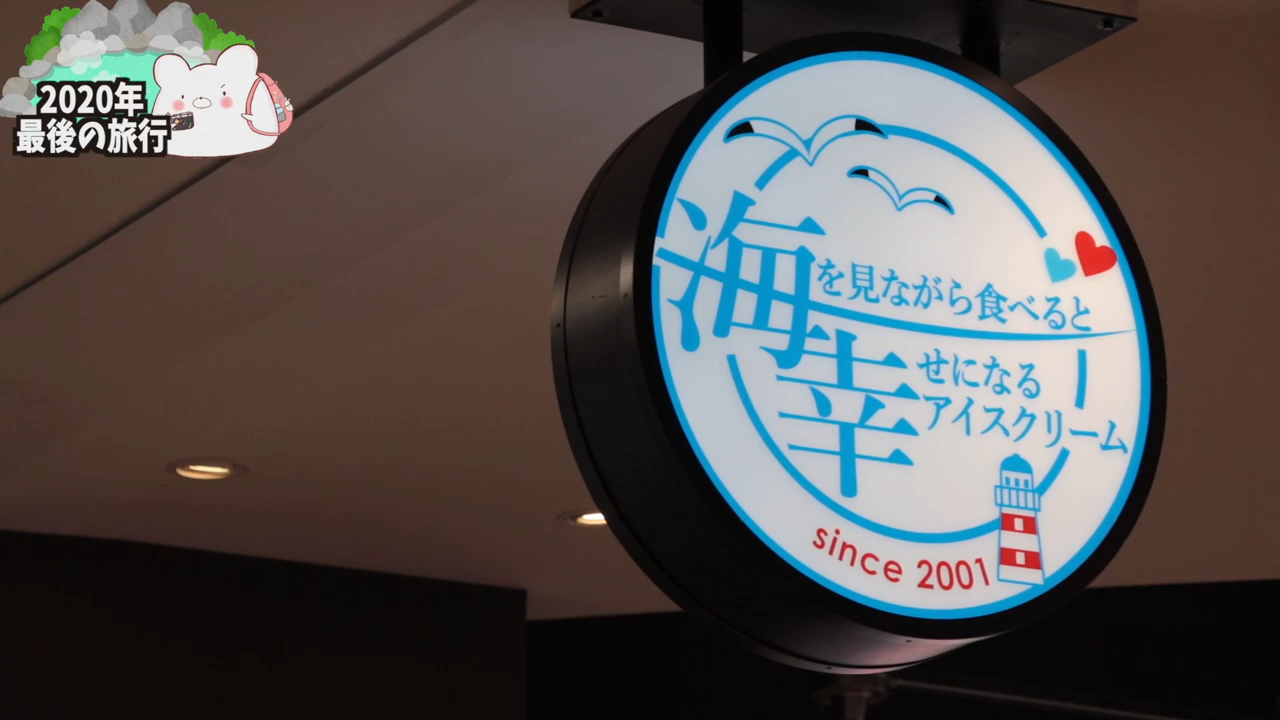 2020年
最後の旅行
海を見ながら食べると
幸せになる
アイスクリーム
since 2001